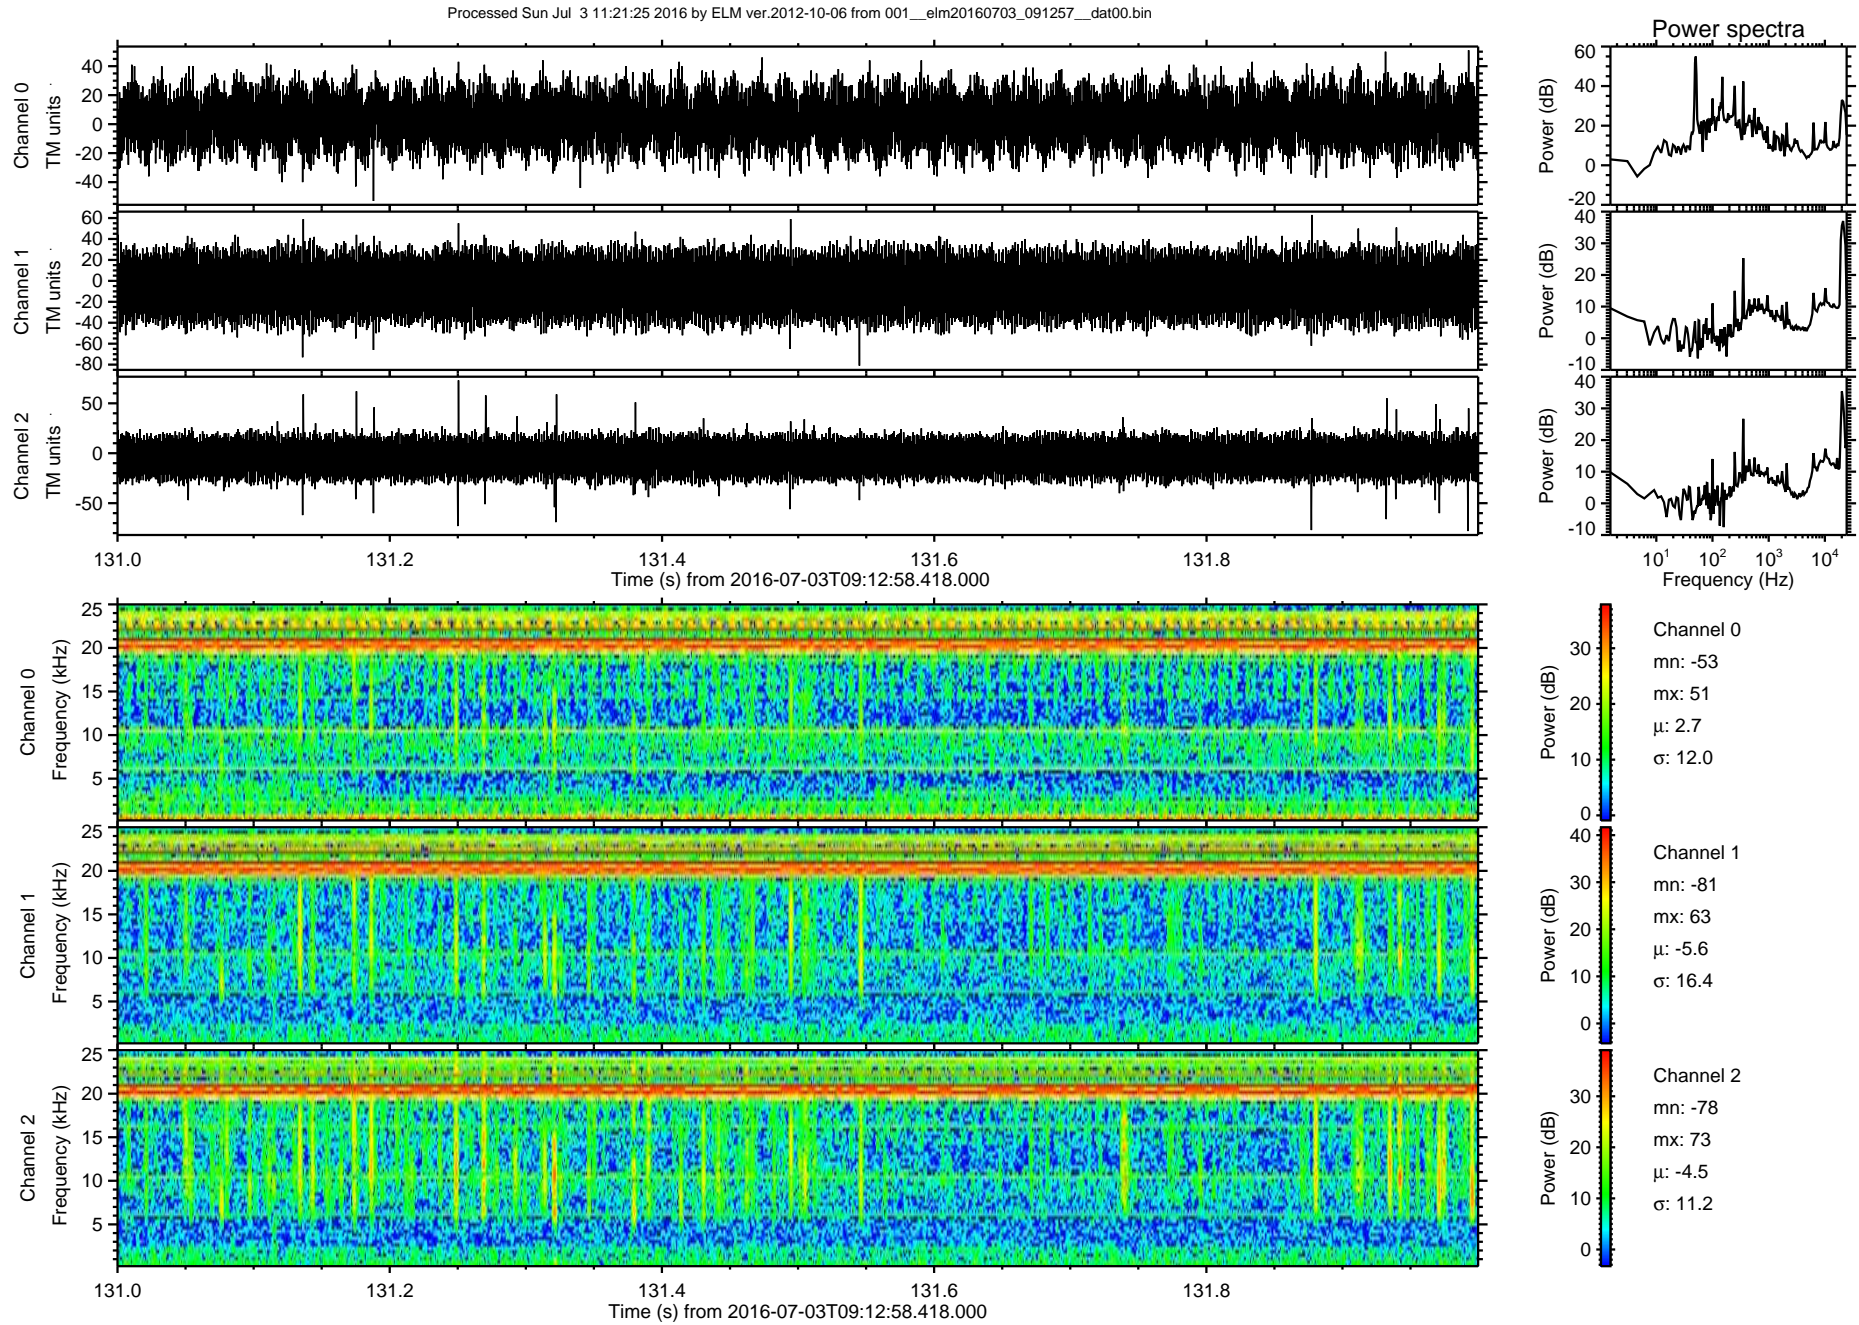 Processed Sun Jul  3 11:21:25 2016 by ELM ver.2012-10-06 from 001__elm20160703_091257__dat00.bin
Power spectra
Channel 0
TM units
40
20
0
-20
-40
Power (dB)
60
40
20
0
-20
Channel 1
TM units
60
40
20
0
-20
-40
-60
-80
Power (dB)
40
30
20
10
0
-10
Channel 2
TM units
50
0
-50
Power (dB)
40
30
20
10
0
-10
131.0 131.2 131.4 131.6 131.8
Time (s) from 2016-07-03T09:12:58.418.000
10^1 10^2 10^3 10^4
Frequency (Hz)
Channel 0
Frequency (kHz)
25
20
15
10
5
Power (dB)
30
20
10
0
Channel 0
mn: -53
mx: 51
μ: 2.7
σ: 12.0
Channel 1
Frequency (kHz)
25
20
15
10
5
Power (dB)
40
30
20
10
0
Channel 1
mn: -81
mx: 63
μ: -5.6
σ: 16.4
Channel 2
Frequency (kHz)
25
20
15
10
5
Power (dB)
30
20
10
0
Channel 2
mn: -78
mx: 73
μ: -4.5
σ: 11.2
131.0 131.2 131.4 131.6 131.8
Time (s) from 2016-07-03T09:12:58.418.000